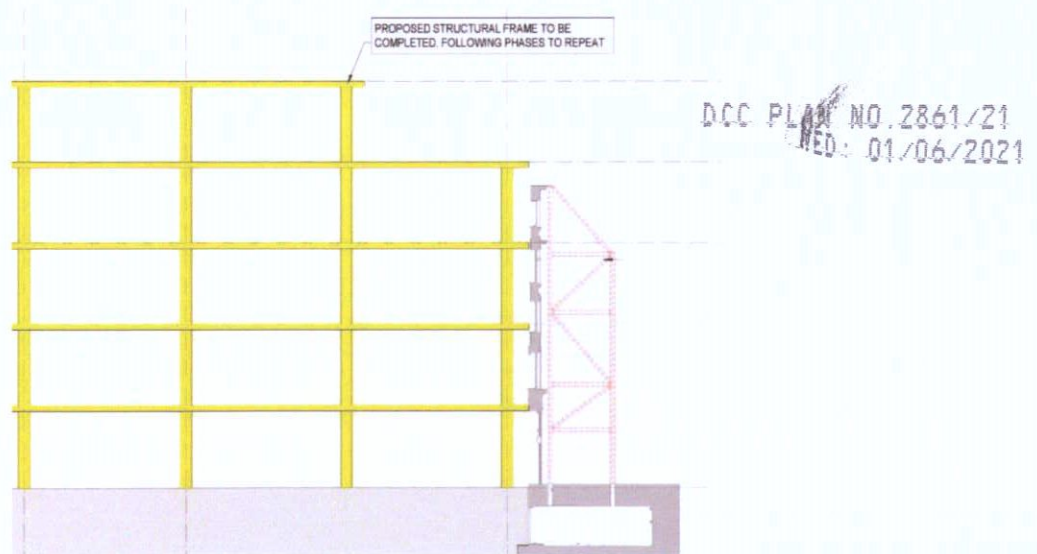 PROPOSED STRUCTURAL FRAME TO BE
COMPLETED, FOLLOWING PHASES TO REPEAT
DCC PLAN NO.2861/21
01/06/2021